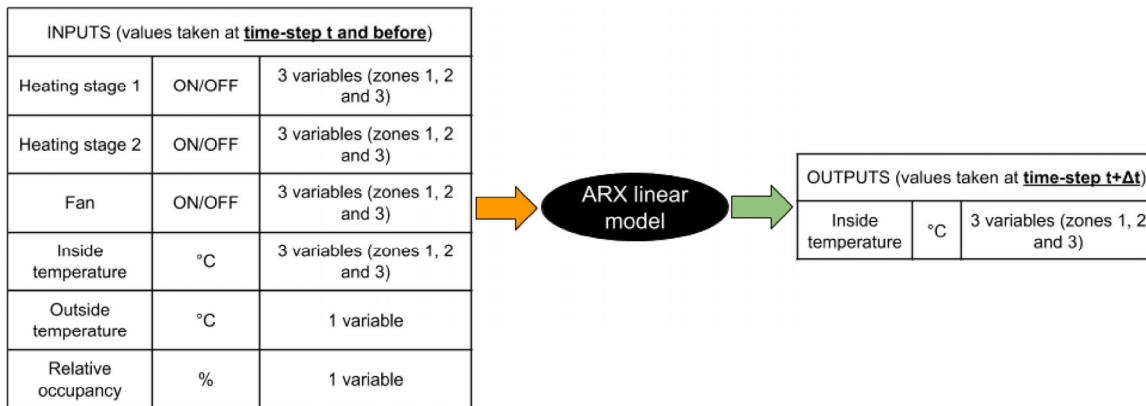 INPUTS (values taken at time-step t and before)
Heating stage 1
ON/OFF
3 variables (zones 1, 2
and 3)
Heating stage 2
ON/OFF
3 variables (zones 1, 2
and 3)
Fan
ON/OFF
3 variables (zones 1, 2
and 3)
Inside
temperature
°C
3 variables (zones 1, 2
and 3)
Outside
temperature
°C
1 variable
Relative
occupancy
%
1 variable
ARX linear
model
OUTPUTS (values taken at time-step t+Δt)
Inside
temperature
°C
3 variables (zones 1, 2
and 3)